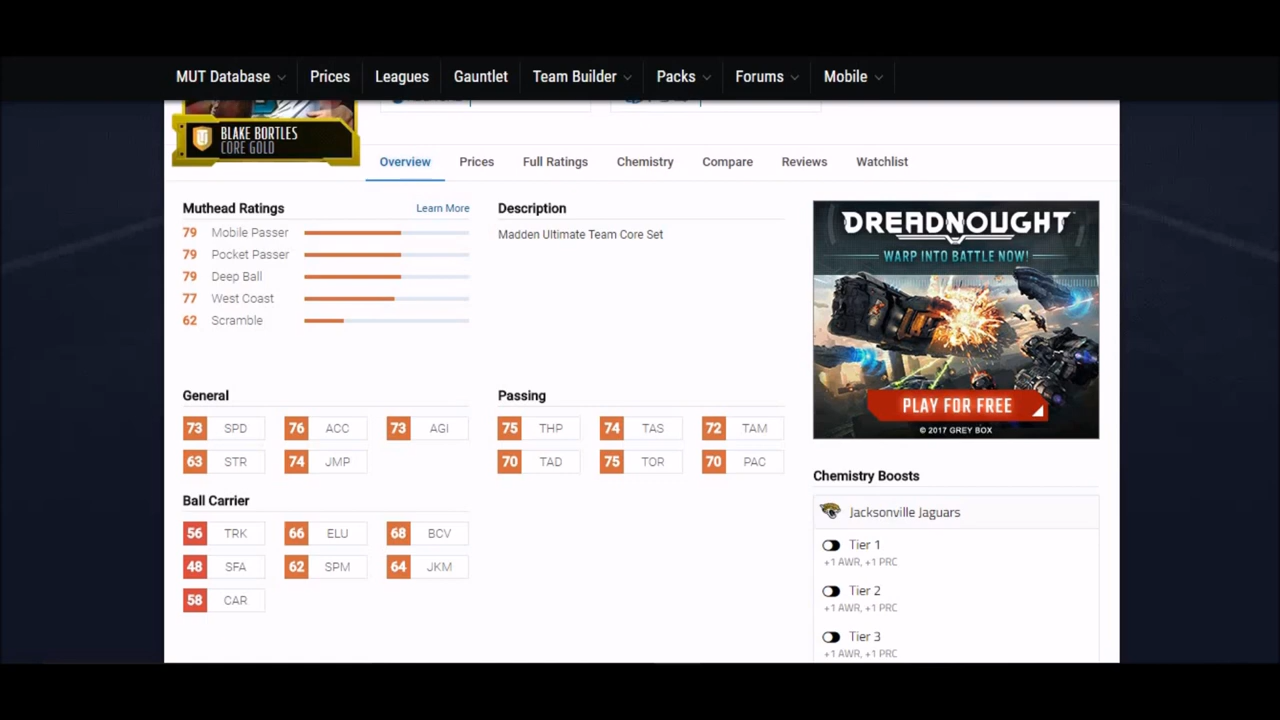 MUT Database
Prices
Leagues
Gauntlet
Team Builder
Packs
Forums
Mobile
BLAKE BORTLES
CORE GOLD
Overview
Prices
Full Ratings
Chemistry
Compare
Reviews
Watchlist
Muthead Ratings
Learn More
79 Mobile Passer
79 Pocket Passer
79 Deep Ball
77 West Coast
62 Scramble
Description
Madden Ultimate Team Core Set
General
73 SPD 76 ACC 73 AGI
63 STR 74 JMP
Passing
75 THP 74 TAS 72 TAM
70 TAD 75 TOR 70 PAC
Ball Carrier
56 TRK 66 ELU 68 BCV
48 SFA 62 SPM 64 JKM
58 CAR
DREADNOUGHT
WARP INTO BATTLE NOW!
PLAY FOR FREE
© 2017 GREY BOX
Chemistry Boosts
Jacksonville Jaguars
Tier 1
+1 AWR, +1 PRC
Tier 2
+1 AWR, +1 PRC
Tier 3
+1 AWR, +1 PRC